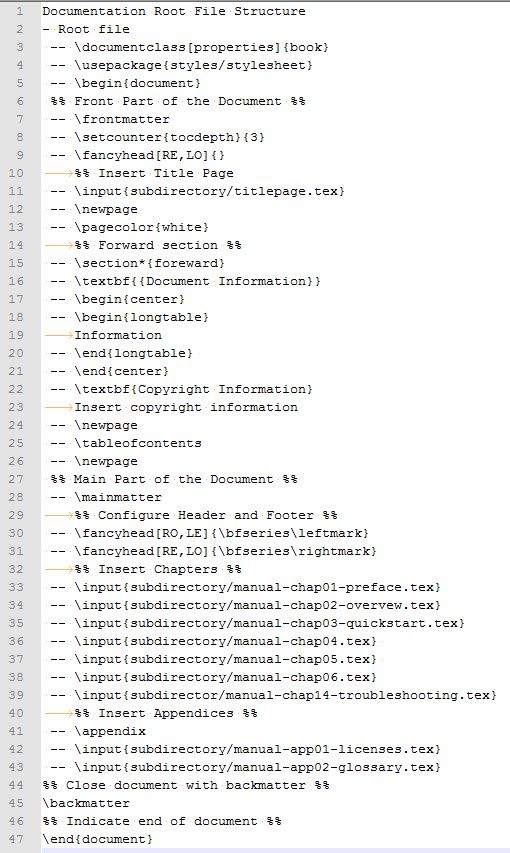 1 Documentation Root File Structure
2 - Root file
3 -- \documentclass[properties]{book}
4 -- \usepackage{styles/stylesheet}
5 -- \begin{document}
6 %% Front Part of the Document %%
7 -- \frontmatter
8 -- \setcounter{tocdepth}{3}
9 -- \fancyhead[RE,LO]{}
10 %% Insert Title Page
11 -- \input{subdirectory/titlepage.tex}
12 -- \newpage
13 -- \pagecolor{white}
14 %% Forward section %%
15 -- \section*{foreward}
16 -- \textbf{{Document Information}}
17 -- \begin{center}
18 -- \begin{longtable}
19 Information
20 -- \end{longtable}
21 -- \end{center}
22 -- \textbf{Copyright Information}
23 Insert copyright information
24 -- \newpage
25 -- \tableofcontents
26 -- \newpage
27 %% Main Part of the Document %%
28 -- \mainmatter
29 %% Configure Header and Footer %%
30 -- \fancyhead[RO,LE]{\bfseries\leftmark}
31 -- \fancyhead[RE,LO]{\bfseries\rightmark}
32 %% Insert Chapters %%
33 -- \input{subdirectory/manual-chap01-preface.tex}
34 -- \input{subdirectory/manual-chap02-overvew.tex}
35 -- \input{subdirectory/manual-chap03-quickstart.tex}
36 -- \input{subdirectory/manual-chap04.tex}
37 -- \input{subdirectory/manual-chap05.tex}
38 -- \input{subdirectory/manual-chap06.tex}
39 -- \input{subdirector/manual-chap14-troubleshooting.tex}
40 %% Insert Appendices %%
41 -- \appendix
42 -- \input{subdirectory/manual-app01-licenses.tex}
43 -- \input{subdirectory/manual-app02-glossary.tex}
44 %% Close document with backmatter %%
45 \backmatter
46 %% Indicate end of document %%
47 \end{document}